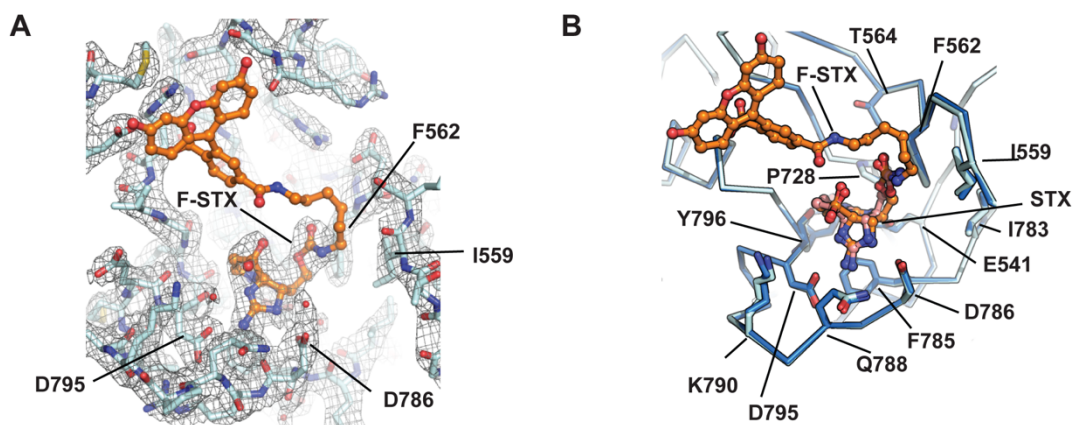 A
F562
F-STX
I559
D795
D786
B
T564
F562
F-STX
I559
P728
STX
Y796
I783
E541
D786
F785
Q788
K790
D795